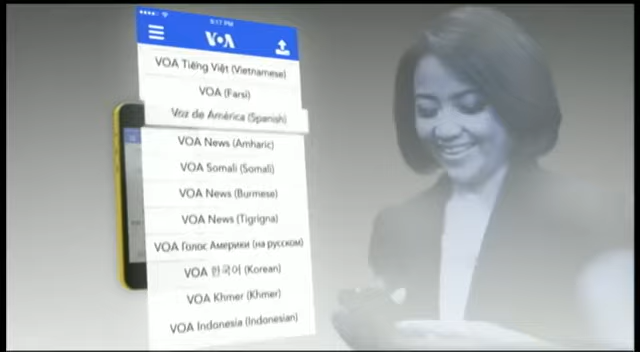 9:17 PM
VOA
VOA Tiếng Việt (Vietnamese)
VOA (Farsi)
Voz de América (Spanish)
VOA News (Amharic)
VOA Somali (Somali)
VOA News (Burmese)
VOA News (Tigrigna)
VOA Голос Америки (на русском)
VOA 한국어 (Korean)
VOA Khmer (Khmer)
VOA Indonesia (Indonesian)